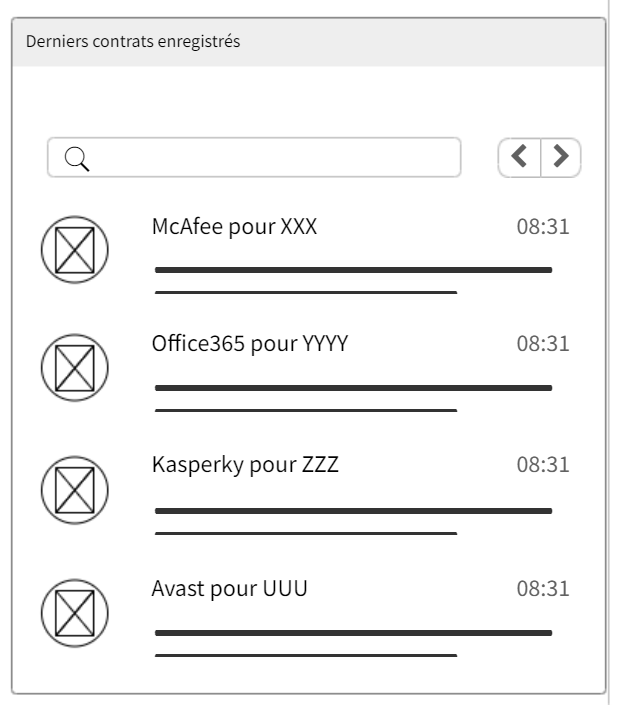 Derniers contrats enregistrés
McAfee pour XXX 08:31
Office365 pour YYYY 08:31
Kasperky pour ZZZ 08:31
Avast pour UUU 08:31